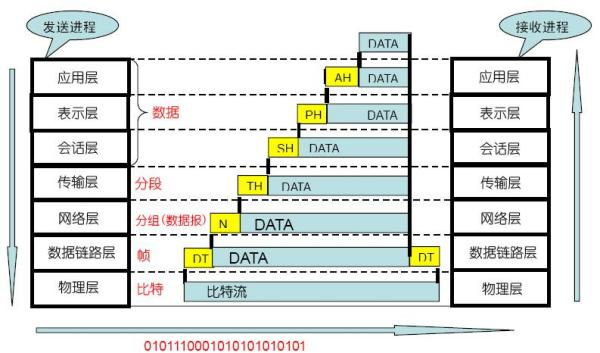 发送进程
接收进程
DATA
应用层
AH
DATA
应用层
表示层
数据
PH
DATA
表示层
会话层
SH
DATA
会话层
传输层
分段
TH
DATA
传输层
网络层
分组(数据报)
N
DATA
网络层
数据链路层
帧
DT
DATA
DT
数据链路层
物理层
比特
比特流
物理层
0101110001010101010101